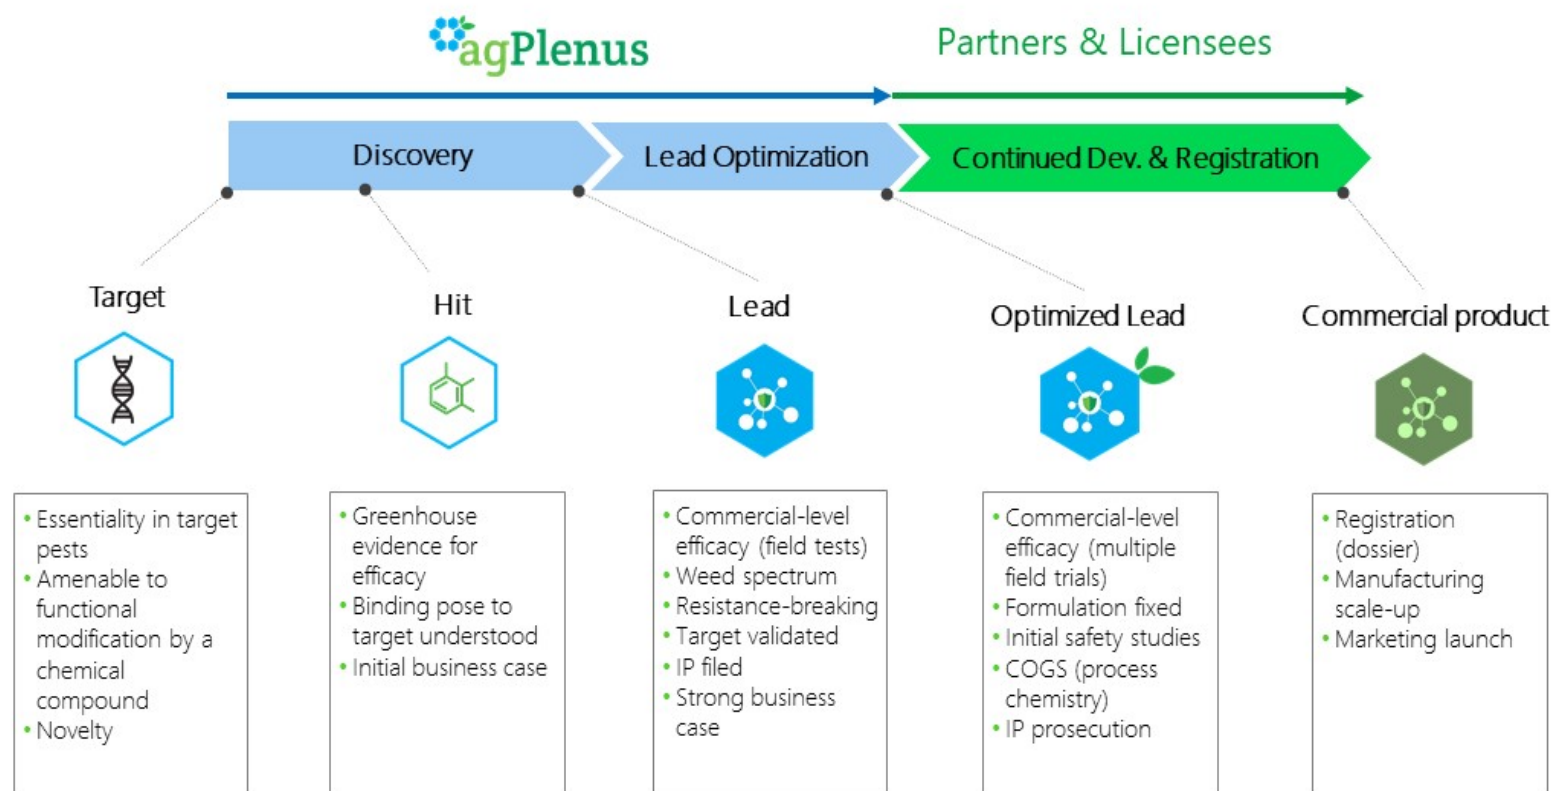 agPlenus
Partners & Licensees
Discovery
Lead Optimization
Continued Dev. & Registration
Target
Hit
Lead
Optimized Lead
Commercial product
• Essentiality in target
pests
• Amenable to
functional
modification by a
chemical
compound
• Novelty
• Greenhouse
evidence for
efficacy
• Binding pose to
target understood
• Initial business case
• Commercial-level
efficacy (field tests)
• Weed spectrum
• Resistance-breaking
• Target validated
• IP filed
• Strong business
case
• Commercial-level
efficacy (multiple
field trials)
• Formulation fixed
• Initial safety studies
• COGS (process
chemistry)
• IP prosecution
• Registration
(dossier)
• Manufacturing
scale-up
• Marketing launch